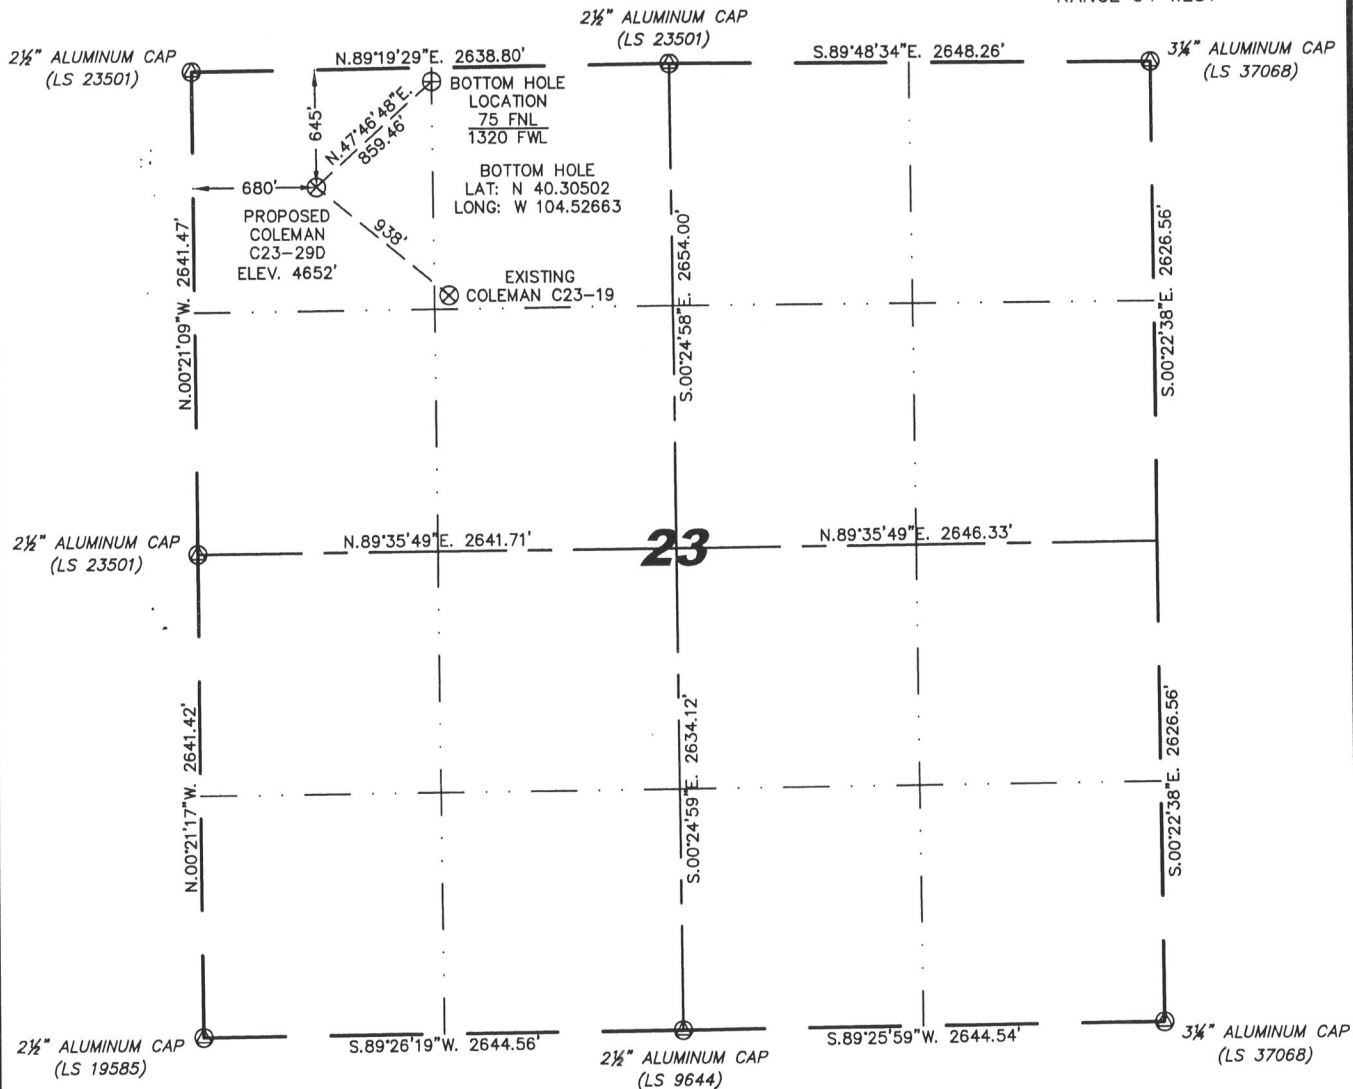 2½" ALUMINUM CAP
(LS 23501)
2½" ALUMINUM CAP
(LS 23501)
3¼" ALUMINUM CAP
(LS 37068)
N.89°19'29"E. 2638.80'
S.89°48'34"E. 2648.26'
645'
N.47°46'48"E.
859.46'
BOTTOM HOLE
LOCATION
75 FNL
1320 FWL
BOTTOM HOLE
LAT: N 40.30502
LONG: W 104.52663
680'
PROPOSED
COLEMAN
C23-29D
ELEV. 4652'
938'
EXISTING
COLEMAN C23-19
N.00°21'09"W. 2641.47'
S.00°24'58"E. 2654.00'
S.00°22'38"E. 2626.56'
2½" ALUMINUM CAP
(LS 23501)
N.89°35'49"E. 2641.71'
23
N.89°35'49"E. 2646.33'
N.00°21'17"W. 2641.42'
S.00°24'59"E. 2634.12'
S.00°22'38"E. 2626.56'
2½" ALUMINUM CAP
(LS 19585)
S.89°26'19"W. 2644.56'
2½" ALUMINUM CAP
(LS 9644)
S.89°25'59"W. 2644.54'
3¼" ALUMINUM CAP
(LS 37068)